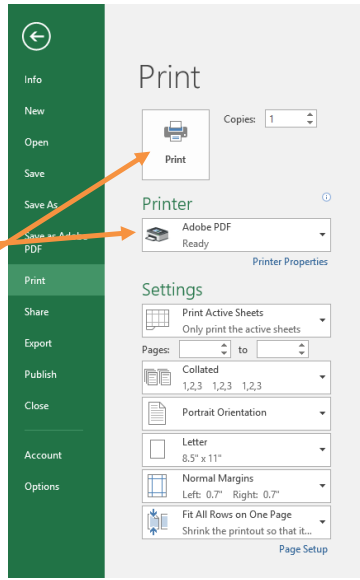 Info
New
Open
Save
Save As
Save as Adobe
PDF
Print
Share
Export
Publish
Close
Account
Options
Print
Print
Copies: 1
Printer
Adobe PDF
Ready
Printer Properties
Settings
Print Active Sheets
Only print the active sheets
Pages: to
Collated
1,2,3 1,2,3 1,2,3
Portrait Orientation
Letter
8.5" x 11"
Normal Margins
Left: 0.7" Right: 0.7"
Fit All Rows on One Page
Shrink the printout so that it...
Page Setup